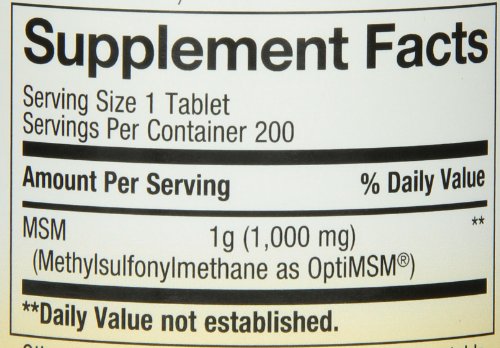 Supplement Facts
Serving Size 1 Tablet
Servings Per Container 200
Amount Per Serving % Daily Value
MSM 1g (1,000 mg) **
(Methylsulfonylmethane as OptiMSM®)
**Daily Value not established.